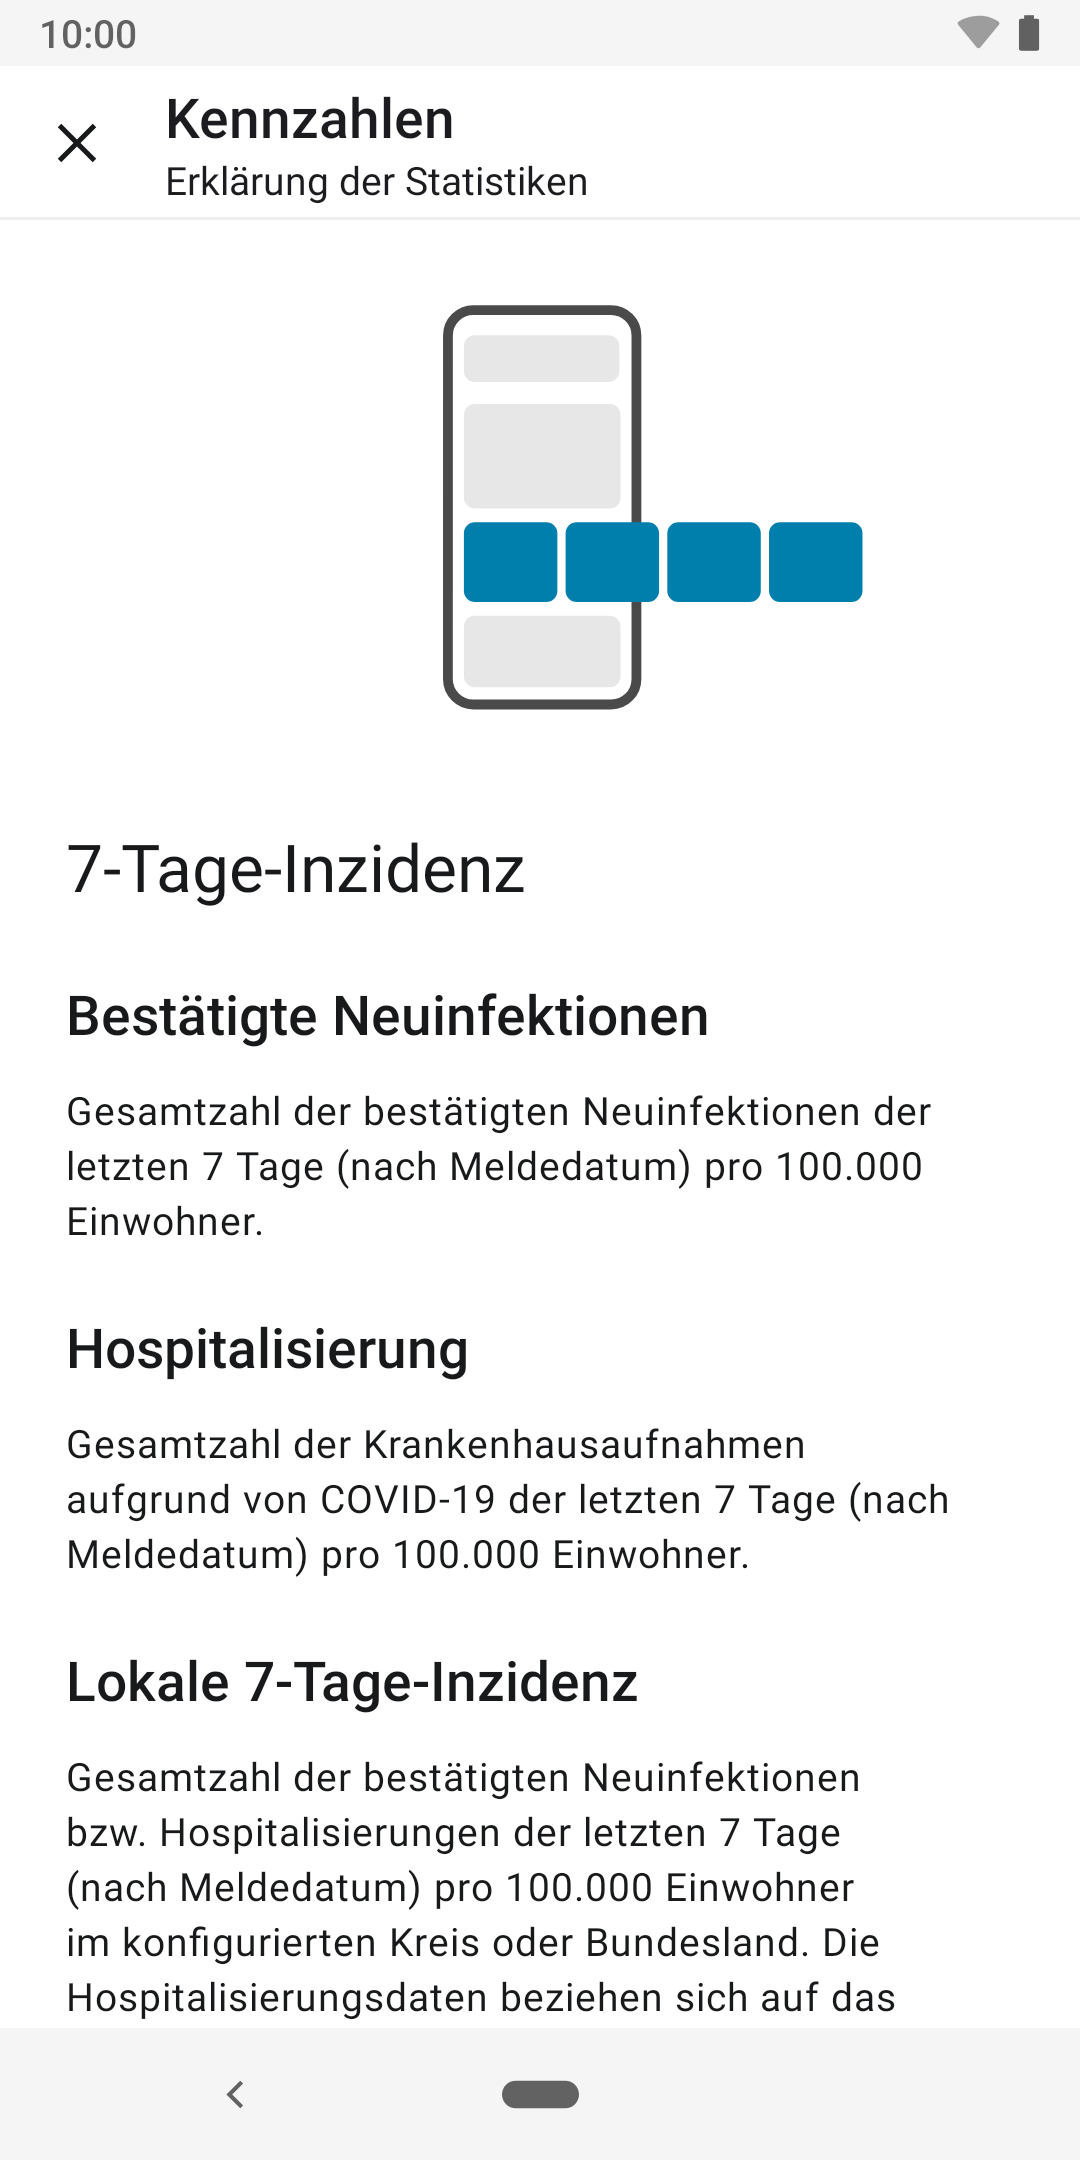 10:00
Kennzahlen
Erklärung der Statistiken
7-Tage-Inzidenz
Bestätigte Neuinfektionen
Gesamtzahl der bestätigten Neuinfektionen der
letzten 7 Tage (nach Meldedatum) pro 100.000
Einwohner.
Hospitalisierung
Gesamtzahl der Krankenhausaufnahmen
aufgrund von COVID-19 der letzten 7 Tage (nach
Meldedatum) pro 100.000 Einwohner.
Lokale 7-Tage-Inzidenz
Gesamtzahl der bestätigten Neuinfektionen
bzw. Hospitalisierungen der letzten 7 Tage
(nach Meldedatum) pro 100.000 Einwohner
im konfigurierten Kreis oder Bundesland. Die
Hospitalisierungsdaten beziehen sich auf das